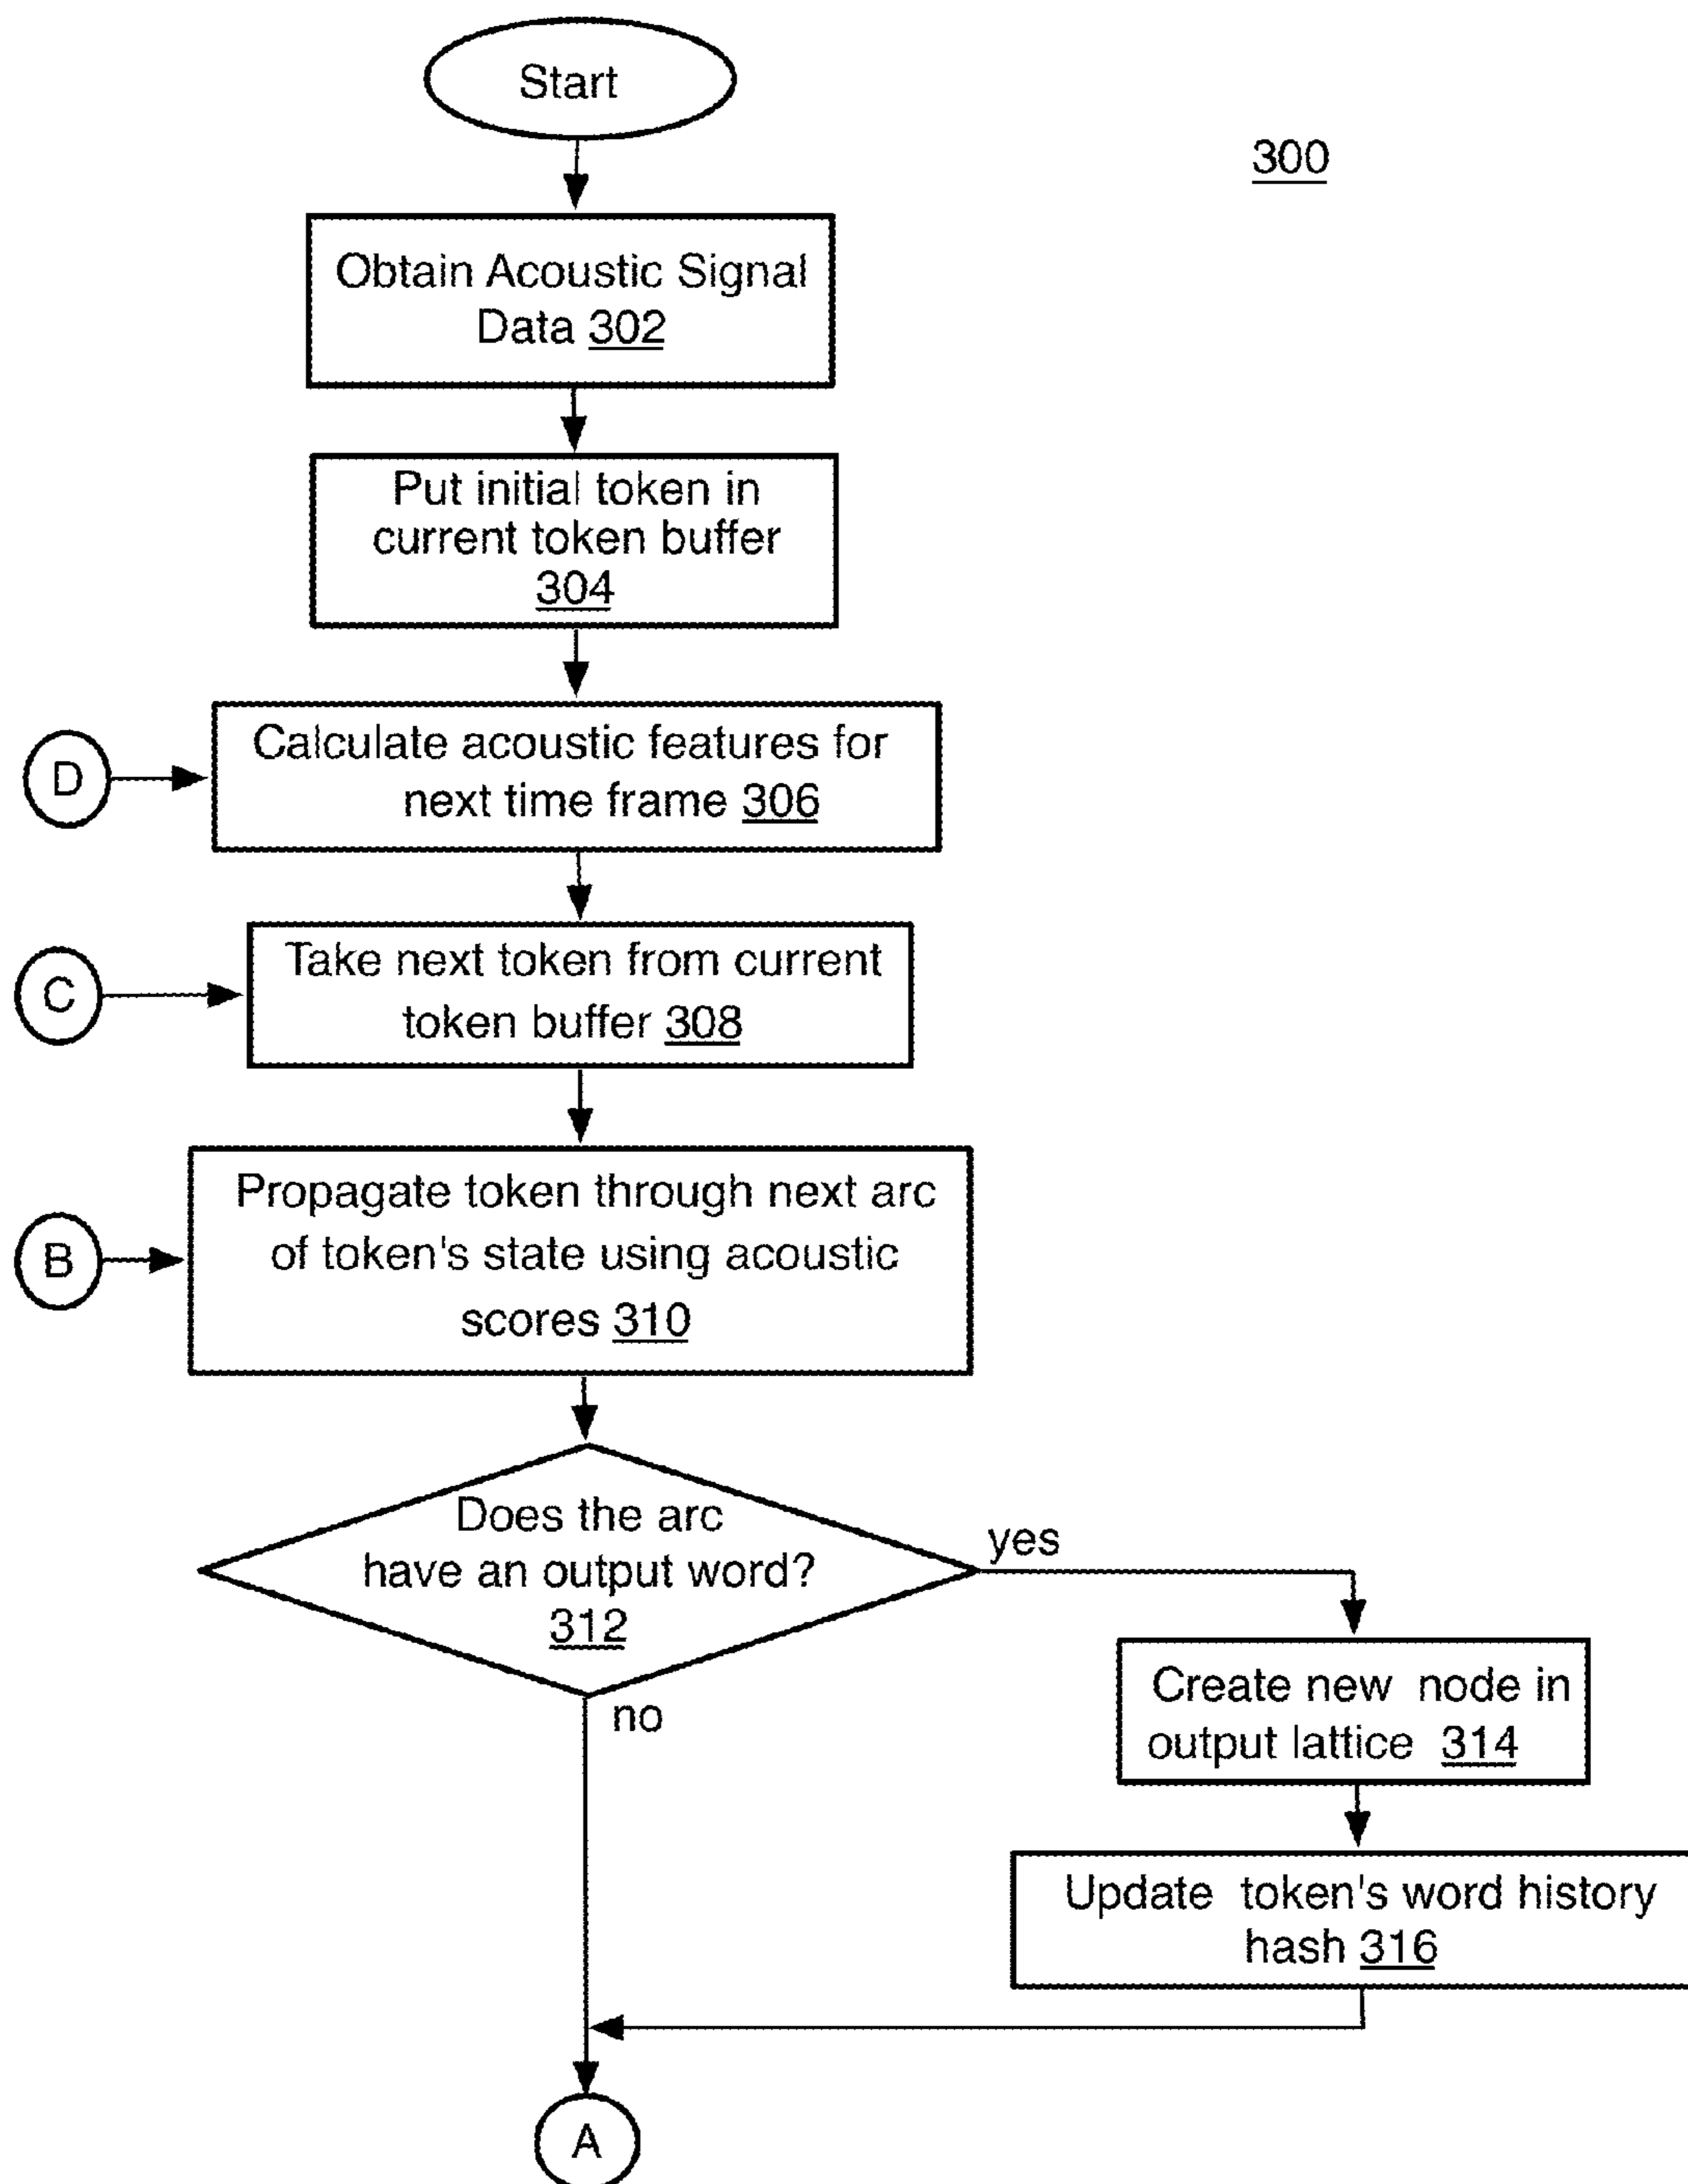 Start
300
Obtain Acoustic Signal
Data 302
Put initial token in
current token buffer
304
Calculate acoustic features for
next time frame 306
D
Take next token from current
token buffer 308
C
Propagate token through next arc
of token's state using acoustic
scores 310
B
Does the arc
have an output word?
312
yes
no
Create new node in
output lattice 314
Update token's word history
hash 316
A